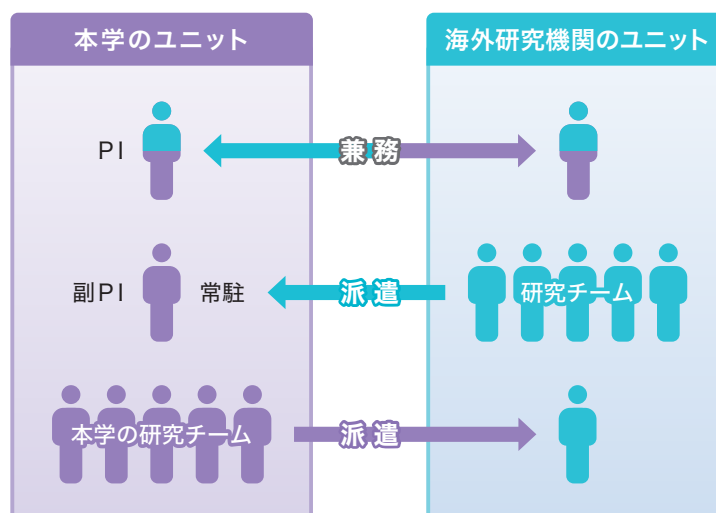 本学のユニット
海外研究機関のユニット
PI
兼務
副PI
常駐
派遣
研究チーム
本学の研究チーム
派遣